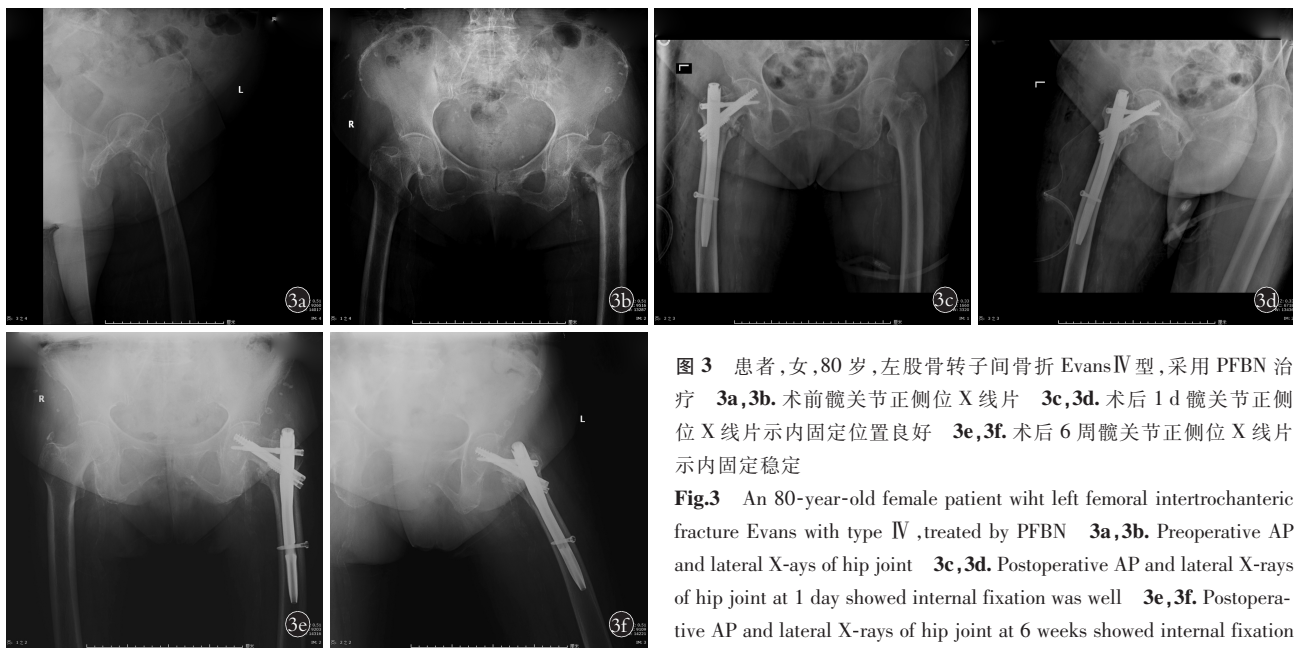 L
3a
R
3b
3c
3d
R
3e
L
3f
图 3 患者,女,80 岁,左股骨转子间骨折 EvansⅣ型,采用 PFBN 治
疗 3a,3b. 术前髋关节正侧位 X 线片 3c,3d. 术后 1 d 髋关节正侧
位 X 线片示内固定位置良好 3e,3f. 术后 6 周髋关节正侧位 X 线片
示内固定稳定
Fig.3 An 80-year-old female patient wiht left femoral intertrochanteric
fracture Evans with type Ⅳ ,treated by PFBN 3a,3b. Preoperative AP
and lateral X-ays of hip joint 3c,3d. Postoperative AP and lateral X-rays
of hip joint at 1 day showed internal fixation was well 3e,3f. Postopera-
tive AP and lateral X-rays of hip joint at 6 weeks showed internal fixation